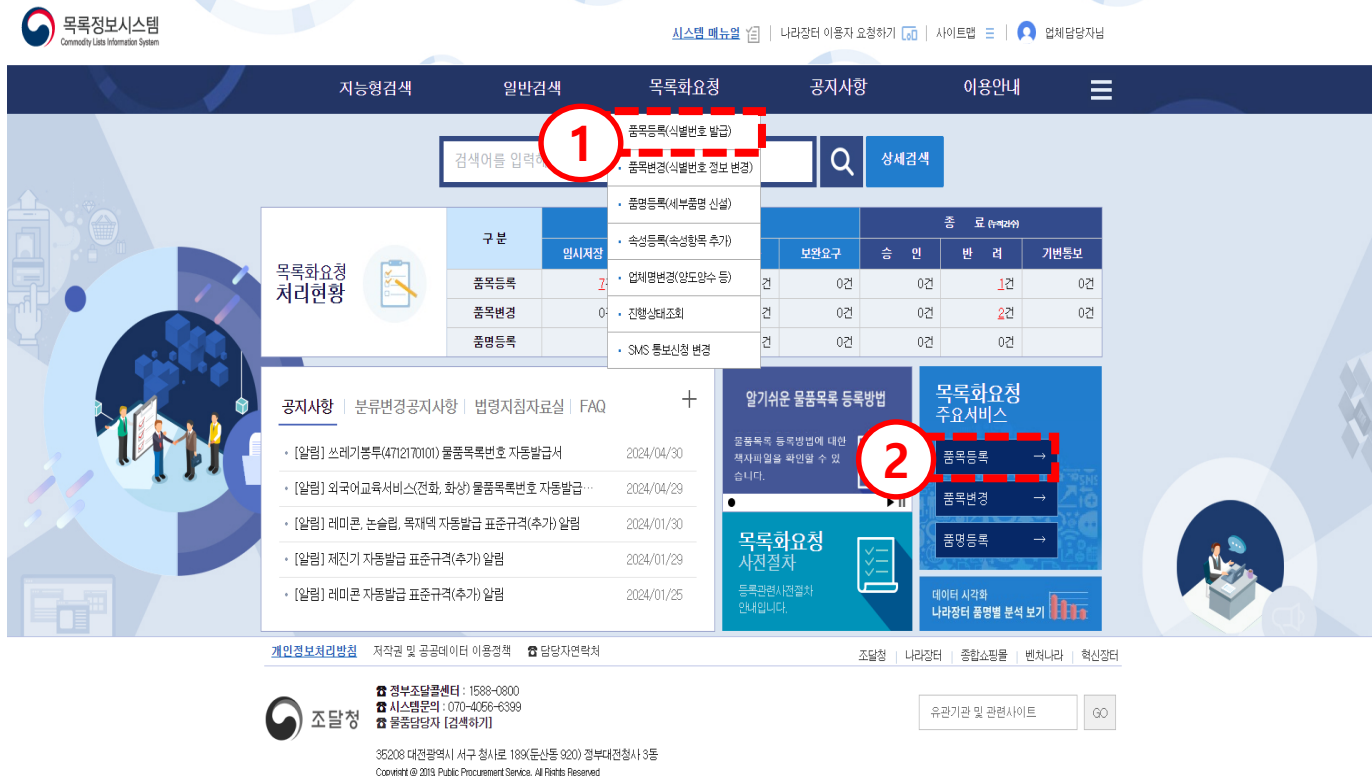 목록정보시스템
Commodity Lists Information System
시스템 매뉴얼 | 나라장터 이용자 요청하기 | 사이트맵 | 업체담당자님
지능형검색 일반검색 목록화요청 공지사항 이용안내
1
품목등록(식별번호 발급)
검색어를 입력하
상세검색
품목변경(식별번호 정보 변경)
품명등록(세부품명 신설)
속성등록(속성항목 추가)
업체명변경(양도양수 등)
진행상태조회
SMS 통보신청 변경
목록화요청
처리현황
구분 종 료 (누적건수)
임시저장 보완요구 승 인 반 려 기번통보
품목등록 7 건 0건 0건 1건 0건
품목변경 0 건 0건 0건 2건 0건
품명등록 건 0건 0건 0건
공지사항 | 분류변경공지사항 | 법령지침자료실 | FAQ +
• [알림] 쓰레기봉투(4712170101) 물품목록번호 자동발급서 2024/04/30
• [알림] 외국어교육서비스(전화, 화상) 물품목록번호 자동발급… 2024/04/29
• [알림] 레미콘, 논슬립, 목재덱 자동발급 표준규격(추가) 알림 2024/01/30
• [알림] 제진기 자동발급 표준규격(추가) 알림 2024/01/29
• [알림] 레미콘 자동발급 표준규격(추가) 알림 2024/01/25
알기쉬운 물품목록 등록방법
물품목록 등록방법에 대한
책자파일을 확인할 수 있
습니다.
목록화요청
사전절차
등록관련사전절차
안내입니다.
목록화요청
주요서비스
2
품목등록 →
품목변경 →
품명등록 →
데이터 시각화
나라장터 품명별 분석 보기
개인정보처리방침 저작권 및 공공데이터 이용정책 ☎ 담당자연락처
조달청 | 나라장터 | 종합쇼핑몰 | 벤처나라 | 혁신장터
조달청
☎ 정부조달콜센터 : 1588-0800
☎ 시스템문의 : 070-4056-6399
☎ 물품담당자 [검색하기]
유관기관 및 관련사이트 GO
35208 대전광역시 서구 청사로 189(둔산동 920) 정부대전청사 3동
Copyright @ 2019, Public Procurement Service, All Rights Reserved